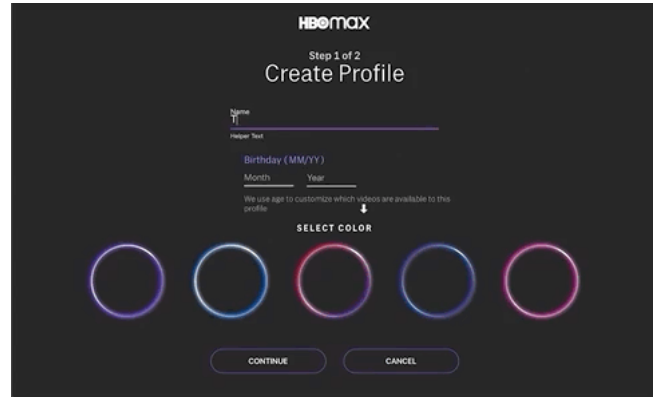 HBOMAX
Step 1 of 2
Create Profile
Name
T
Helper Text
Birthday (MM/YY)
Month Year
We use age to customize which videos are available to this
profile
SELECT COLOR
CONTINUE CANCEL